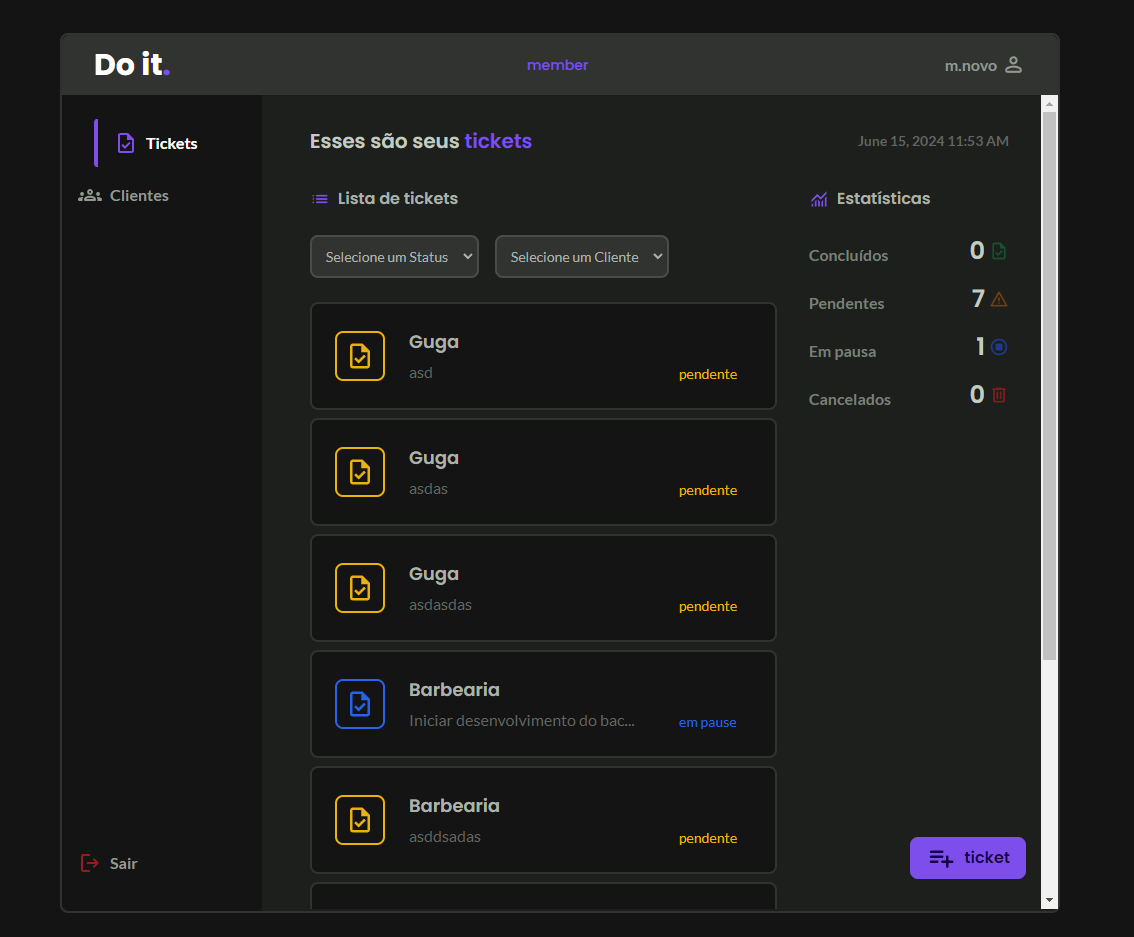 Do it.
member
m.novo
Tickets
Clientes
Sair
Esses são seus tickets
June 15, 2024 11:53 AM
Lista de tickets
Selecione um Status
Selecione um Cliente
Guga
asd
pendente
Guga
asdas
pendente
Guga
asdasdas
pendente
Barbearia
Iniciar desenvolvimento do bac...
em pause
Barbearia
asddsadas
pendente
Estatísticas
Concluídos
0
Pendentes
7
Em pausa
1
Cancelados
0
ticket